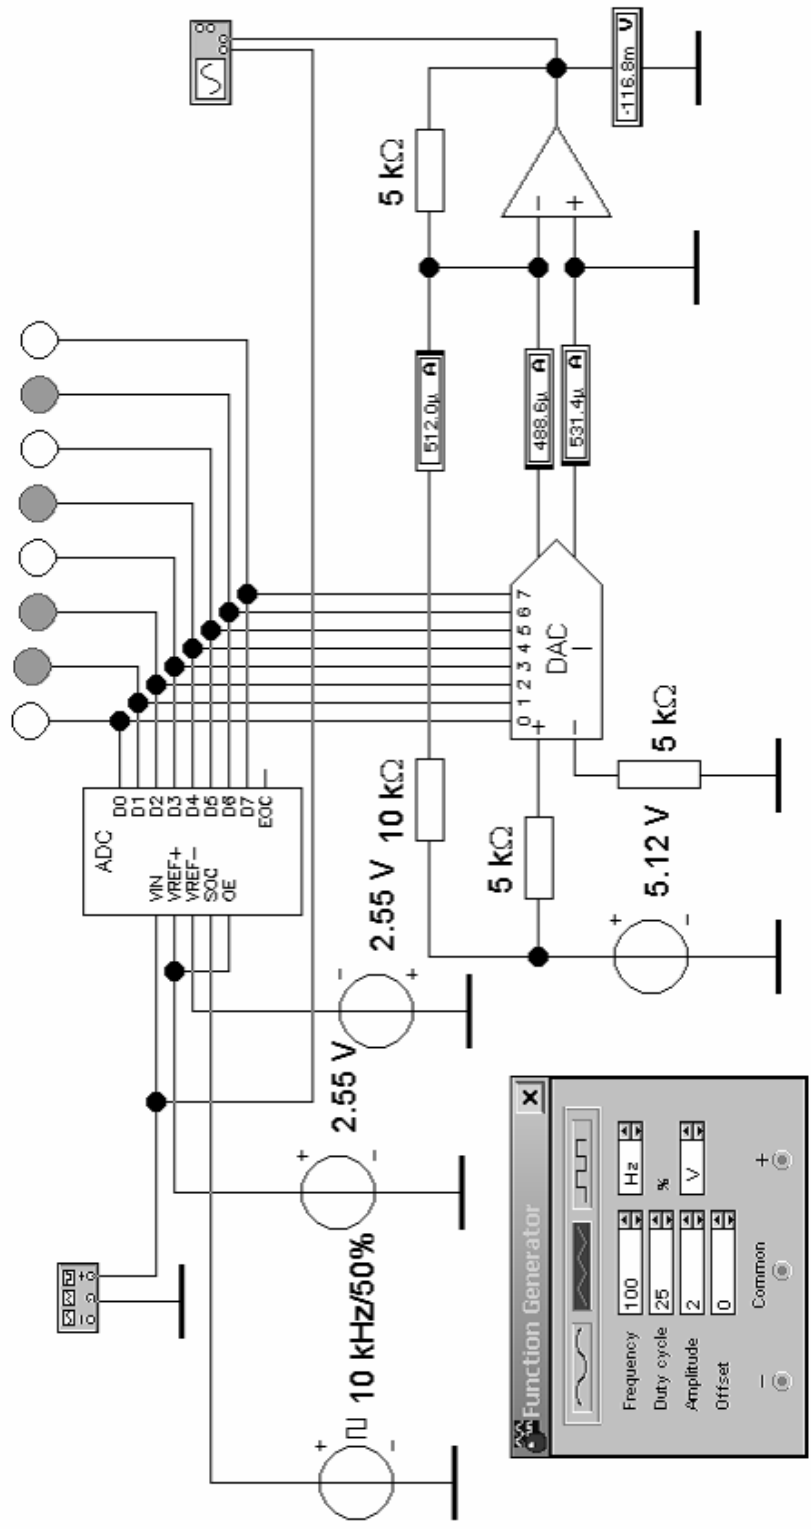 5 kΩ
-116.8m V
512.0μ A
488.6μ A
531.4μ A
−
+
ADC
VIN
VREF+
VREF−
SOC
OE
D0
D1
D2
D3
D4
D5
D6
D7
EOC
0 1 2 3 4 5 6 7
DAC
+
−
I
10 kΩ
5 kΩ
5 kΩ
5.12 V
+
−
2.55 V
−
+
2.55 V
+
−
10 kHz/50%
+
−
Function Generator
Frequency 100 Hz
Duty cycle 25 %
Amplitude 2 V
Offset 0
− Common +